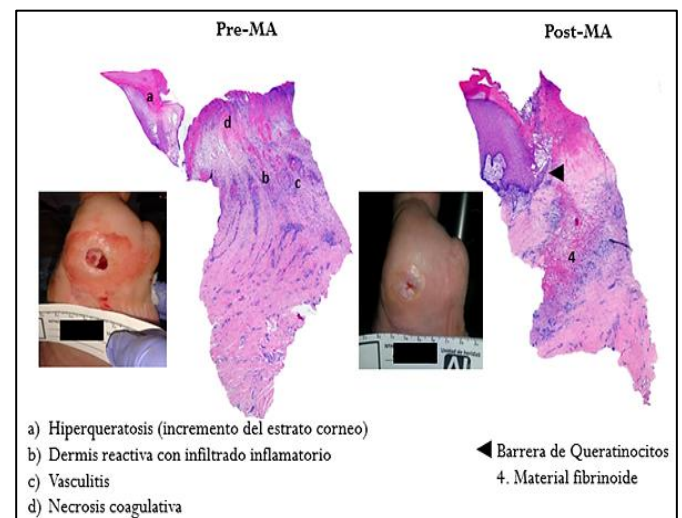 Pre-MA
Post-MA
a
d
b
c
4
a) Hiperqueratosis (incremento del estrato corneo)
b) Dermis reactiva con infiltrado inflamatorio
c) Vasculitis
d) Necrosis coagulativa
Barrera de Queratinocitos
4. Material fibrinoide